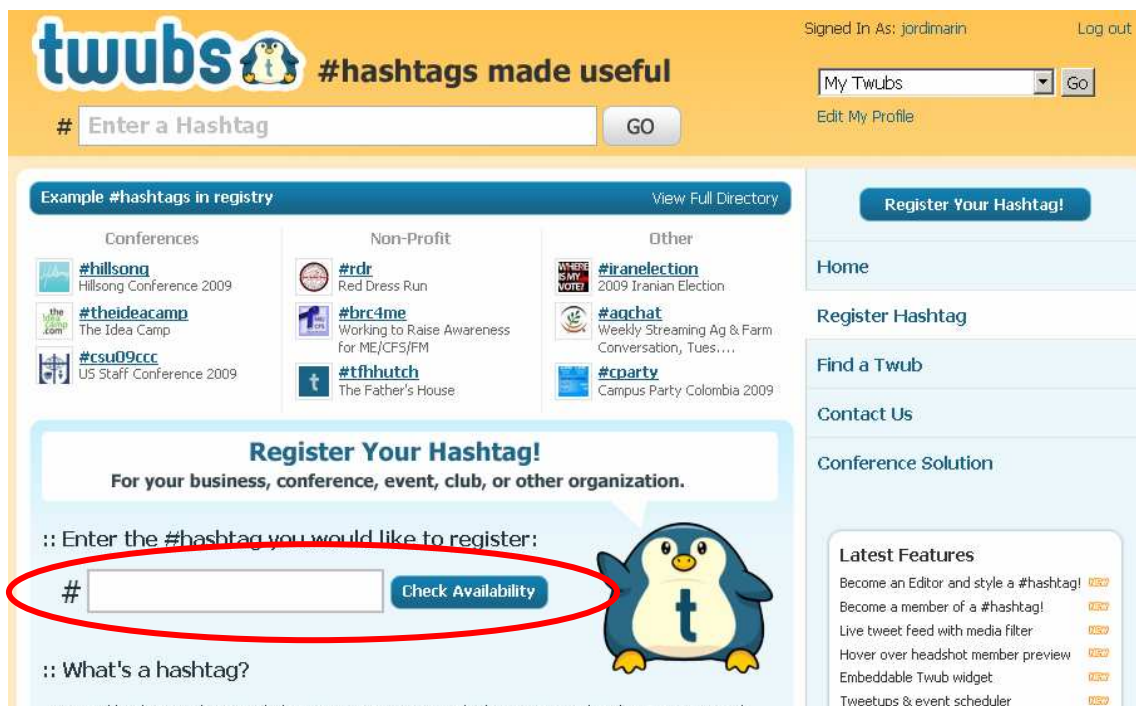 twubs #hashtags made useful
Signed In As: jordimarin Log out
My Twubs Go
Edit My Profile
# Enter a Hashtag GO
Example #hashtags in registry View Full Directory
Conferences Non-Profit Other
#hillsong
Hillsong Conference 2009
#theideacamp
The Idea Camp
#csu09ccc
US Staff Conference 2009
#rdr
Red Dress Run
#brc4me
Working to Raise Awareness
for ME/CFS/FM
#tfhhutch
The Father's House
WHERE
IS MY
VOTE?
#iranelection
2009 Iranian Election
#agchat
Weekly Streaming Ag & Farm
Conversation, Tues....
#cparty
Campus Party Colombia 2009
Register Your Hashtag!
For your business, conference, event, club, or other organization.
:: Enter the #hashtag you would like to register:
# Check Availability
t
:: What's a hashtag?
Register Your Hashtag!
Home
Register Hashtag
Find a Twub
Contact Us
Conference Solution
Latest Features
Become an Editor and style a #hashtag!
Become a member of a #hashtag!
Live tweet feed with media filter
Hover over headshot member preview
Embeddable Twub widget
Tweetups & event scheduler